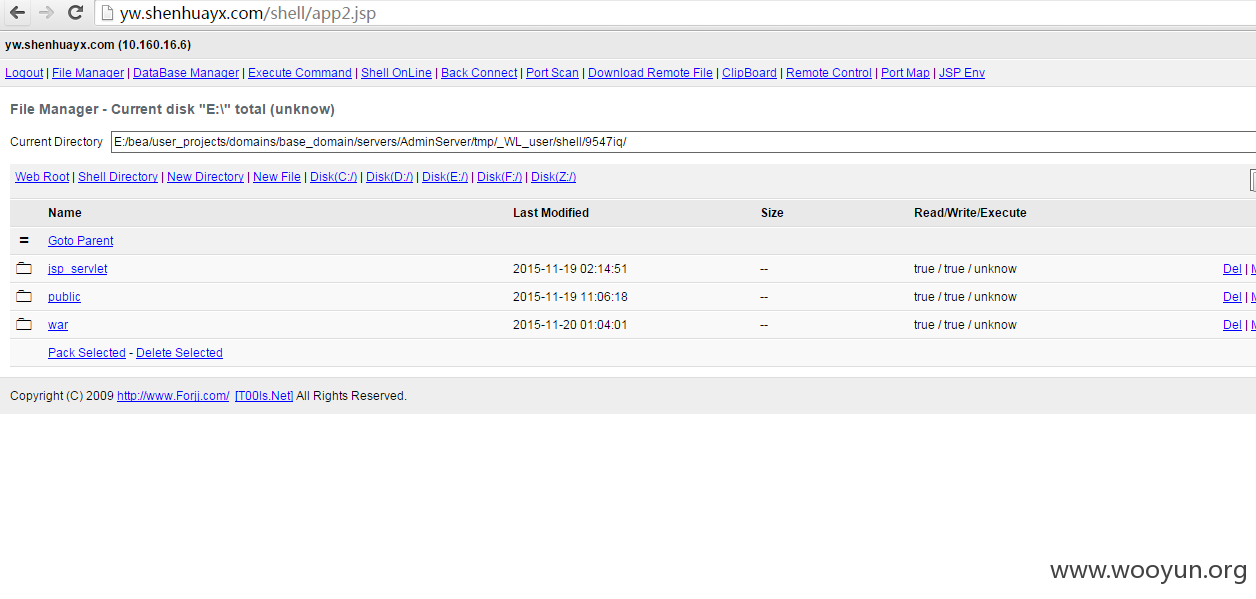 yw.shenhuayx.com/shell/app2.jsp
yw.shenhuayx.com (10.160.16.6)
Logout | File Manager | DataBase Manager | Execute Command | Shell OnLine | Back Connect | Port Scan | Download Remote File | ClipBoard | Remote Control | Port Map | JSP Env
File Manager - Current disk "E:\" total (unknow)
Current Directory E:/bea/user_projects/domains/base_domain/servers/AdminServer/tmp/_WL_user/shell/9547iq/
Web Root | Shell Directory | New Directory | New File | Disk(C:/) | Disk(D:/) | Disk(E:/) | Disk(F:/) | Disk(Z:/)
Name Last Modified Size Read/Write/Execute
= Goto Parent
jsp_servlet 2015-11-19 02:14:51 -- true / true / unknow Del |
public 2015-11-19 11:06:18 -- true / true / unknow Del |
war 2015-11-20 01:04:01 -- true / true / unknow Del |
Pack Selected - Delete Selected
Copyright (C) 2009 http://www.Forjj.com/ [T00ls.Net] All Rights Reserved.
www.wooyun.org